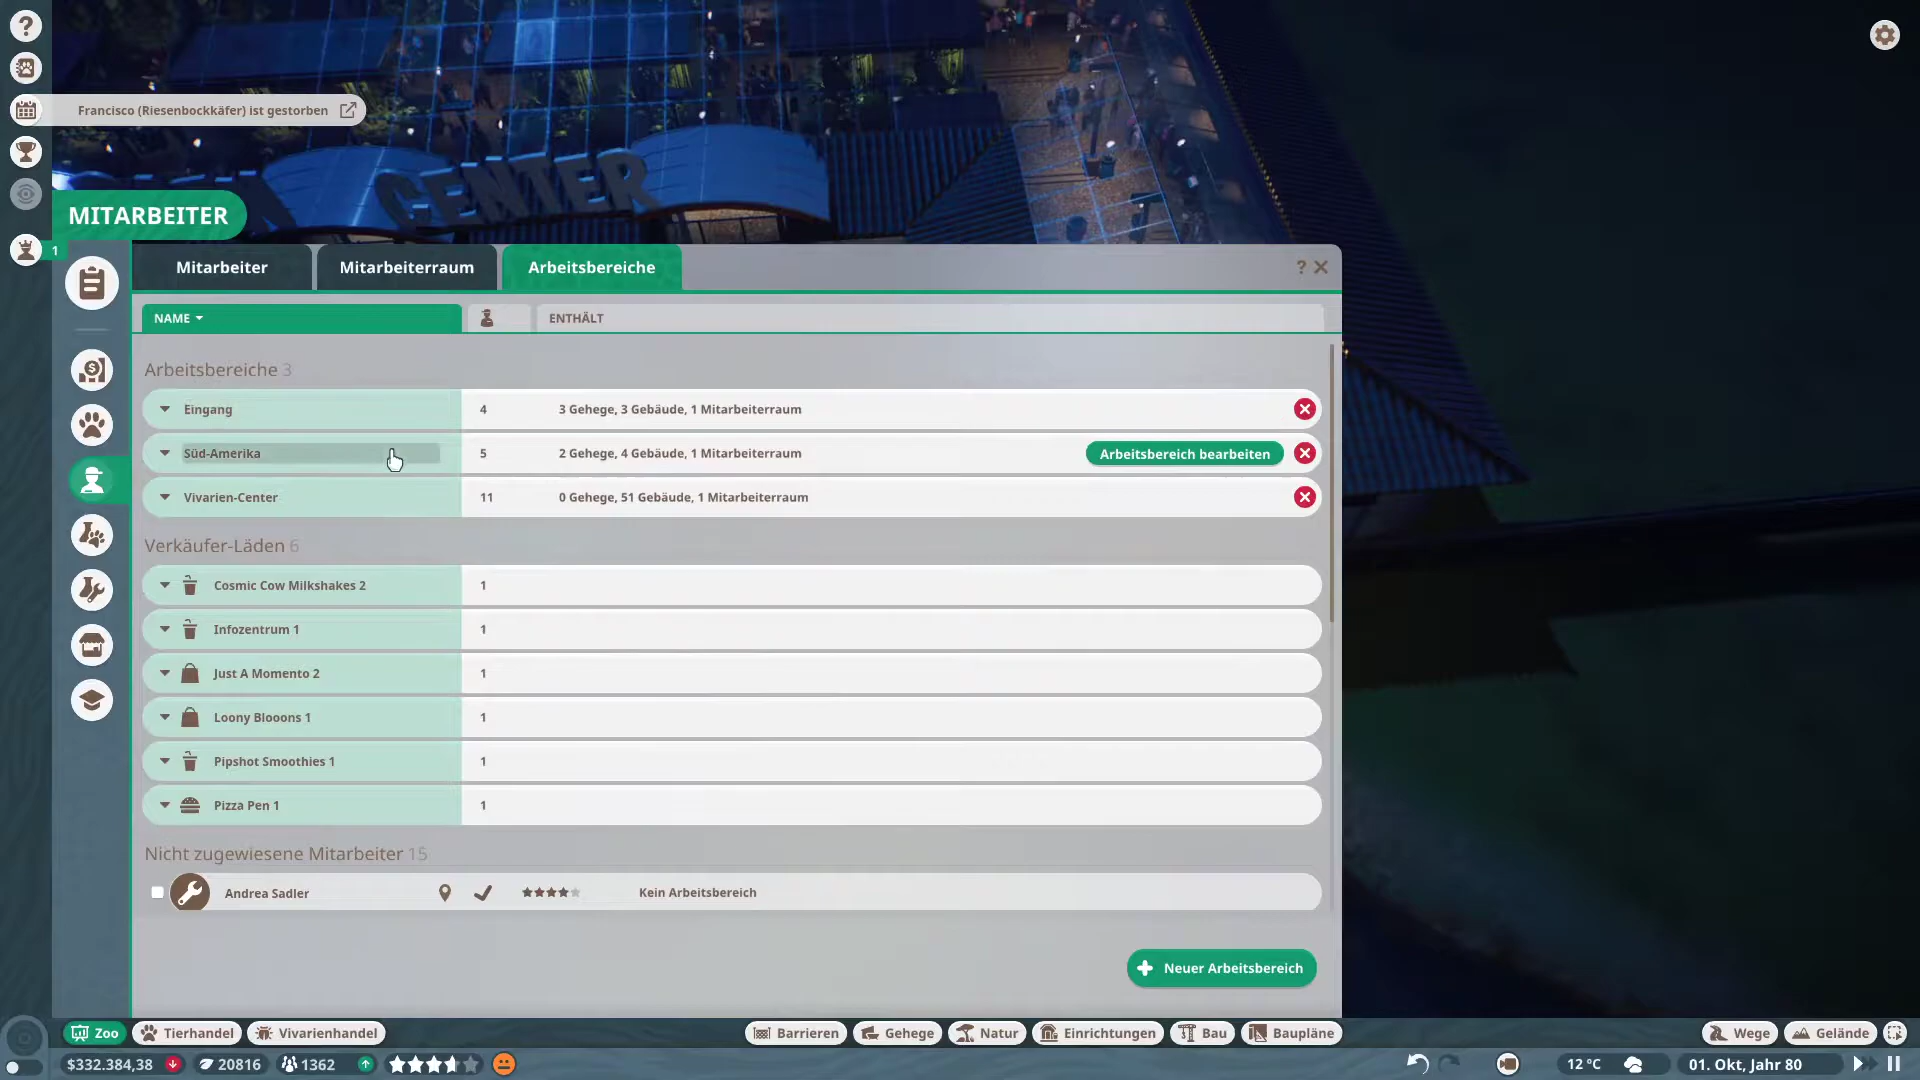 Francisco (Riesenbockkäfer) ist gestorben
CENTER
MITARBEITER
1
Mitarbeiter
Mitarbeiterraum
Arbeitsbereiche
?
NAME
ENTHÄLT
Arbeitsbereiche 3
Eingang 4 3 Gehege, 3 Gebäude, 1 Mitarbeiterraum
Süd-Amerika 5 2 Gehege, 4 Gebäude, 1 Mitarbeiterraum Arbeitsbereich bearbeiten
Vivarien-Center 11 0 Gehege, 51 Gebäude, 1 Mitarbeiterraum
Verkäufer-Läden 6
Cosmic Cow Milkshakes 2 1
Infozentrum 1 1
Just A Momento 2 1
Loony Blooons 1 1
Pipshot Smoothies 1 1
Pizza Pen 1 1
Nicht zugewiesene Mitarbeiter 15
Andrea Sadler Kein Arbeitsbereich
Neuer Arbeitsbereich
Zoo Tierhandel Vivarienhandel Barrieren Gehege Natur Einrichtungen Bau Baupläne Wege Gelände
$332.384,38 20816 1362 12 °C 01. Okt, Jahr 80